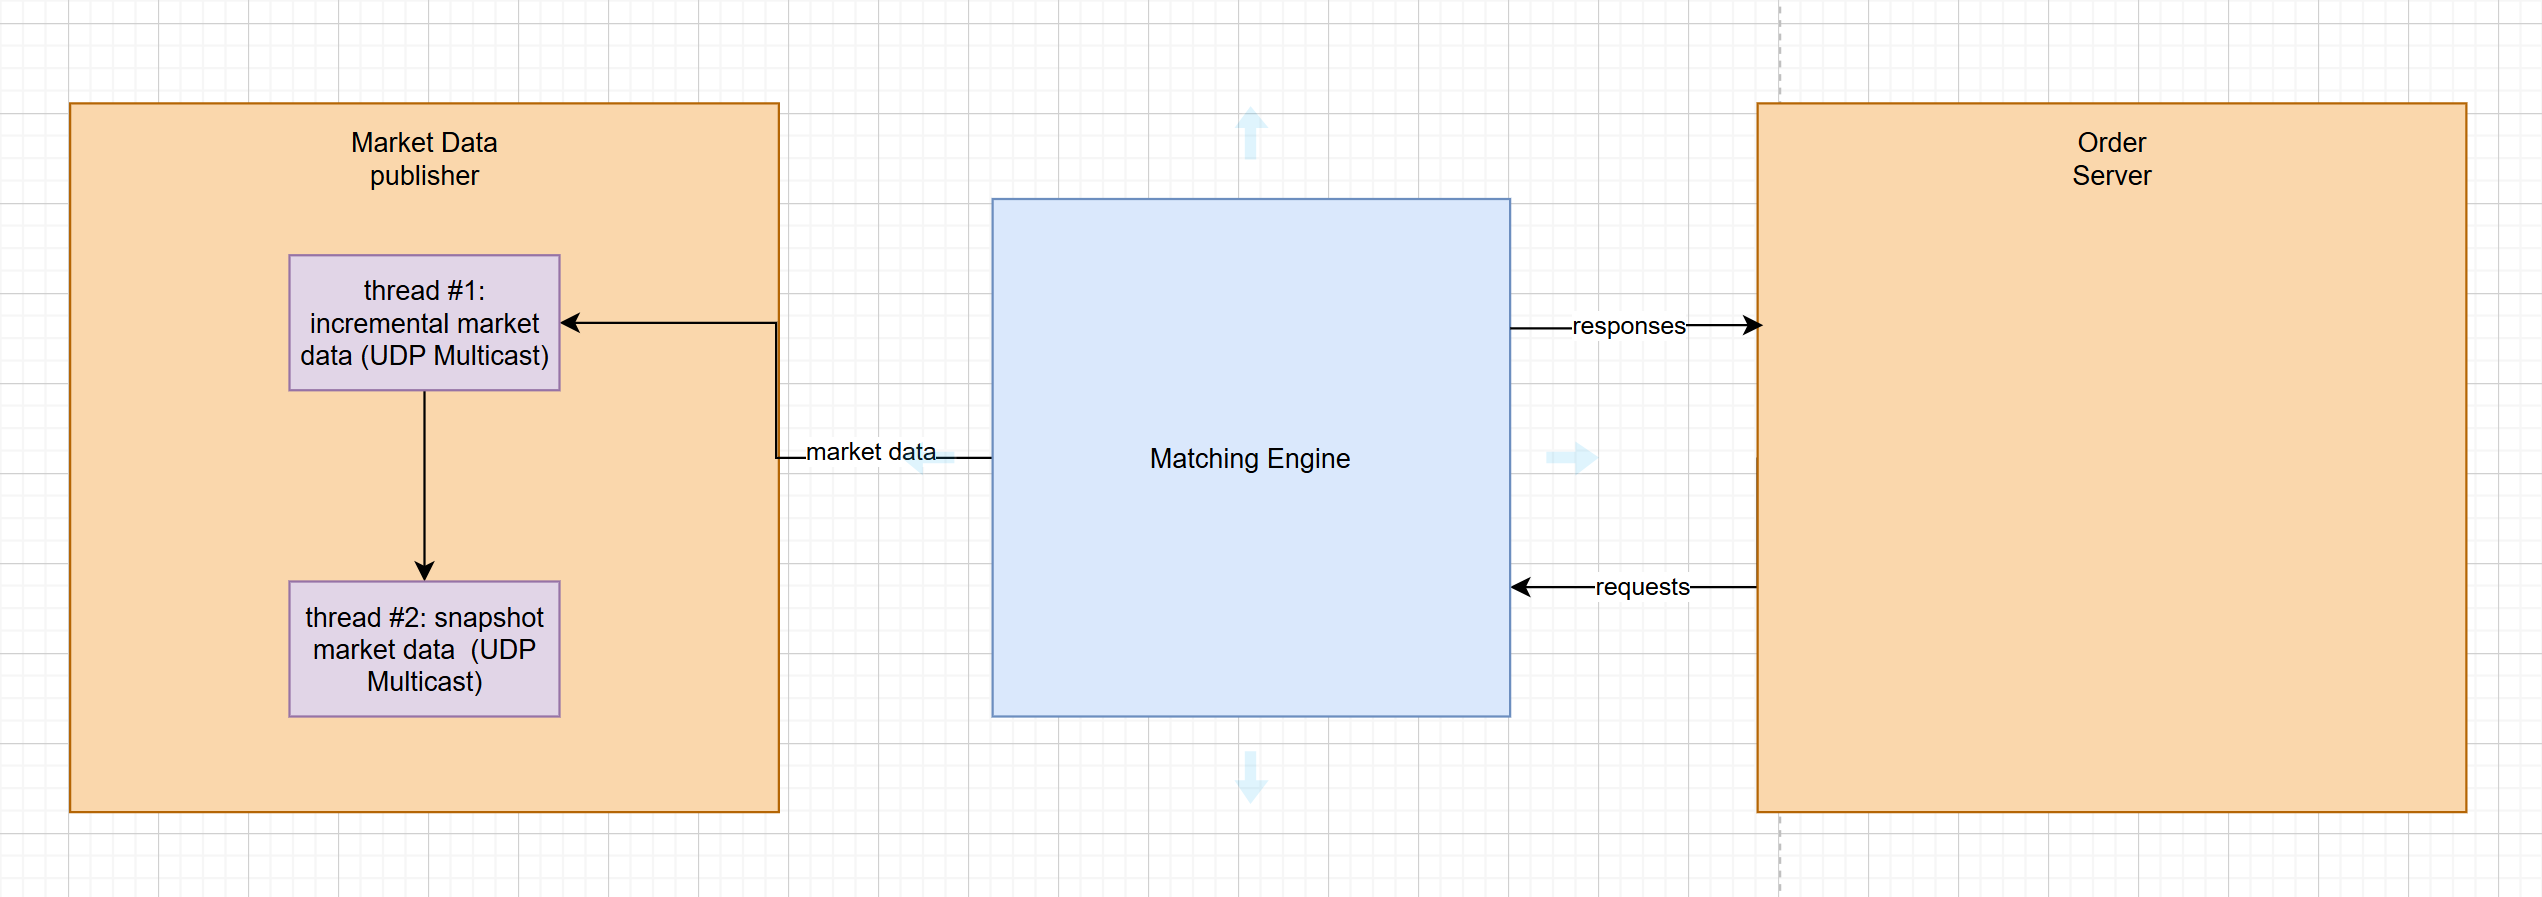 Market Data
publisher
thread #1:
incremental market
data (UDP Multicast)
thread #2: snapshot
market data  (UDP
Multicast)
market data
Matching Engine
responses
requests
Order
Server